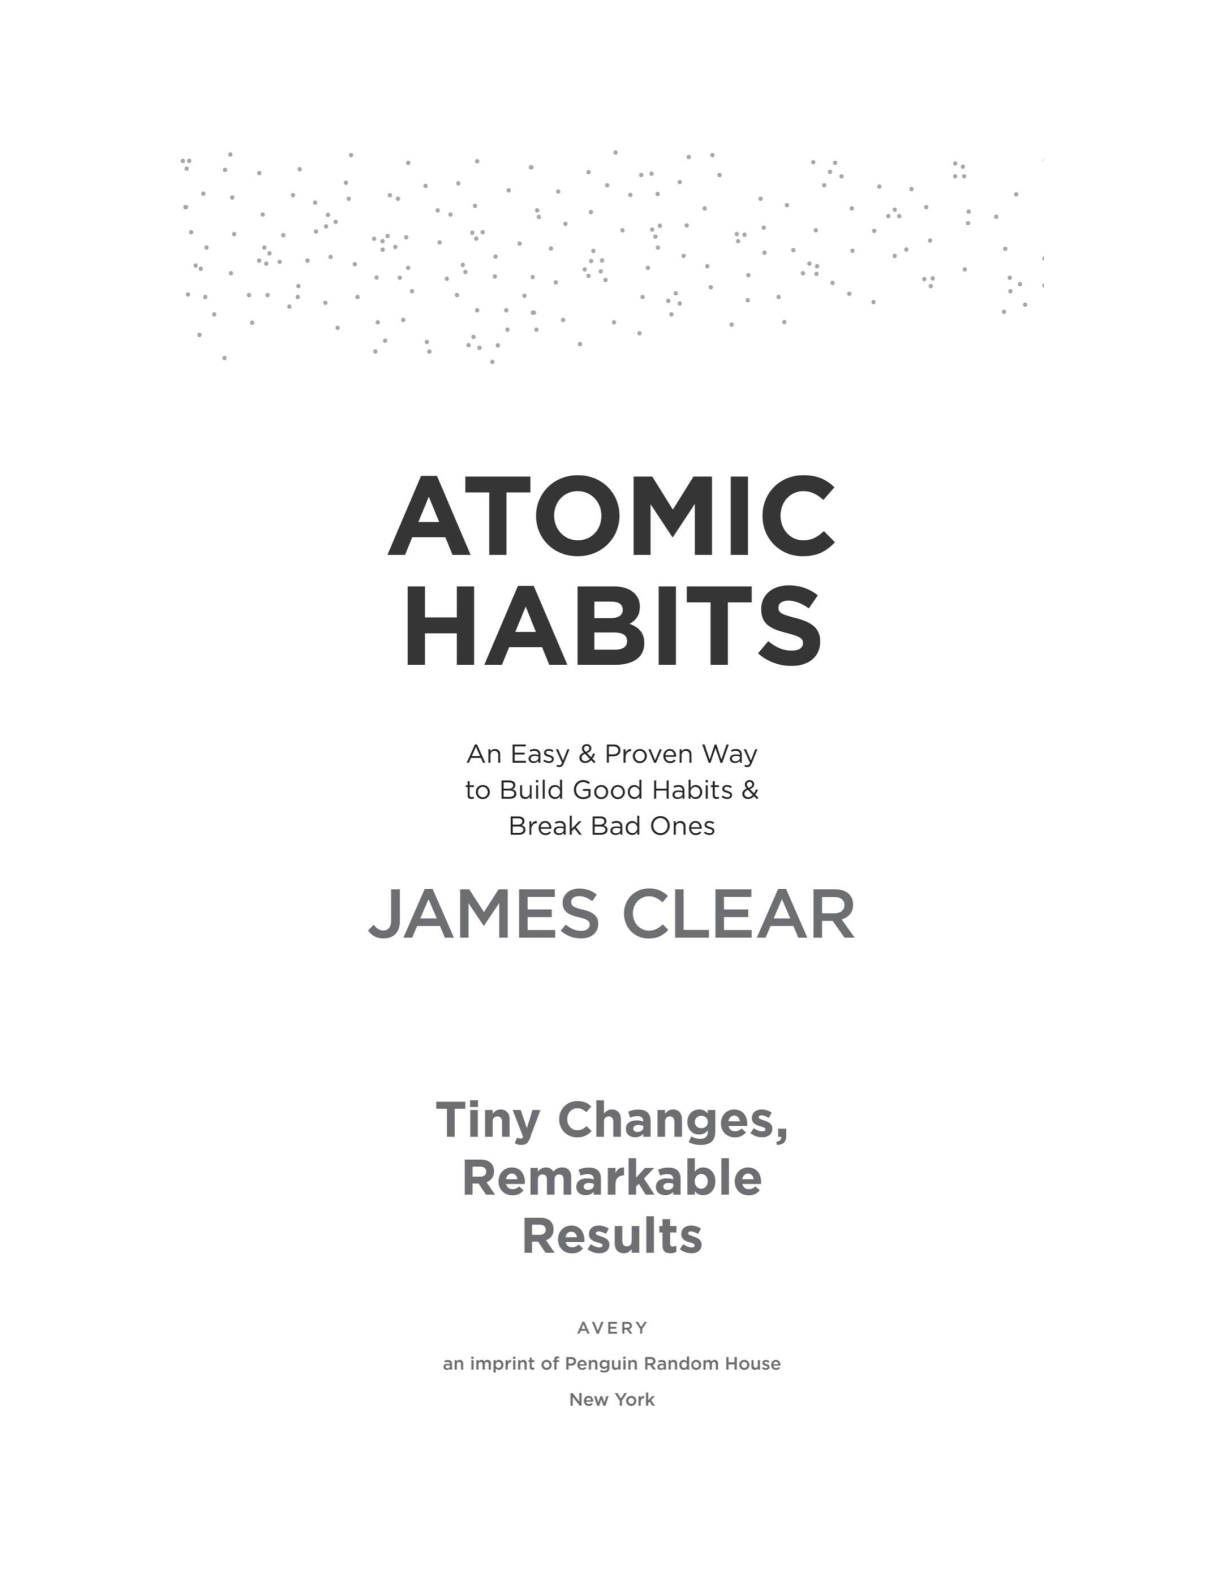 ATOMIC
HABITS
An Easy & Proven Way
to Build Good Habits &
Break Bad Ones
JAMES CLEAR
Tiny Changes,
Remarkable
Results
AVERY
an imprint of Penguin Random House
New York